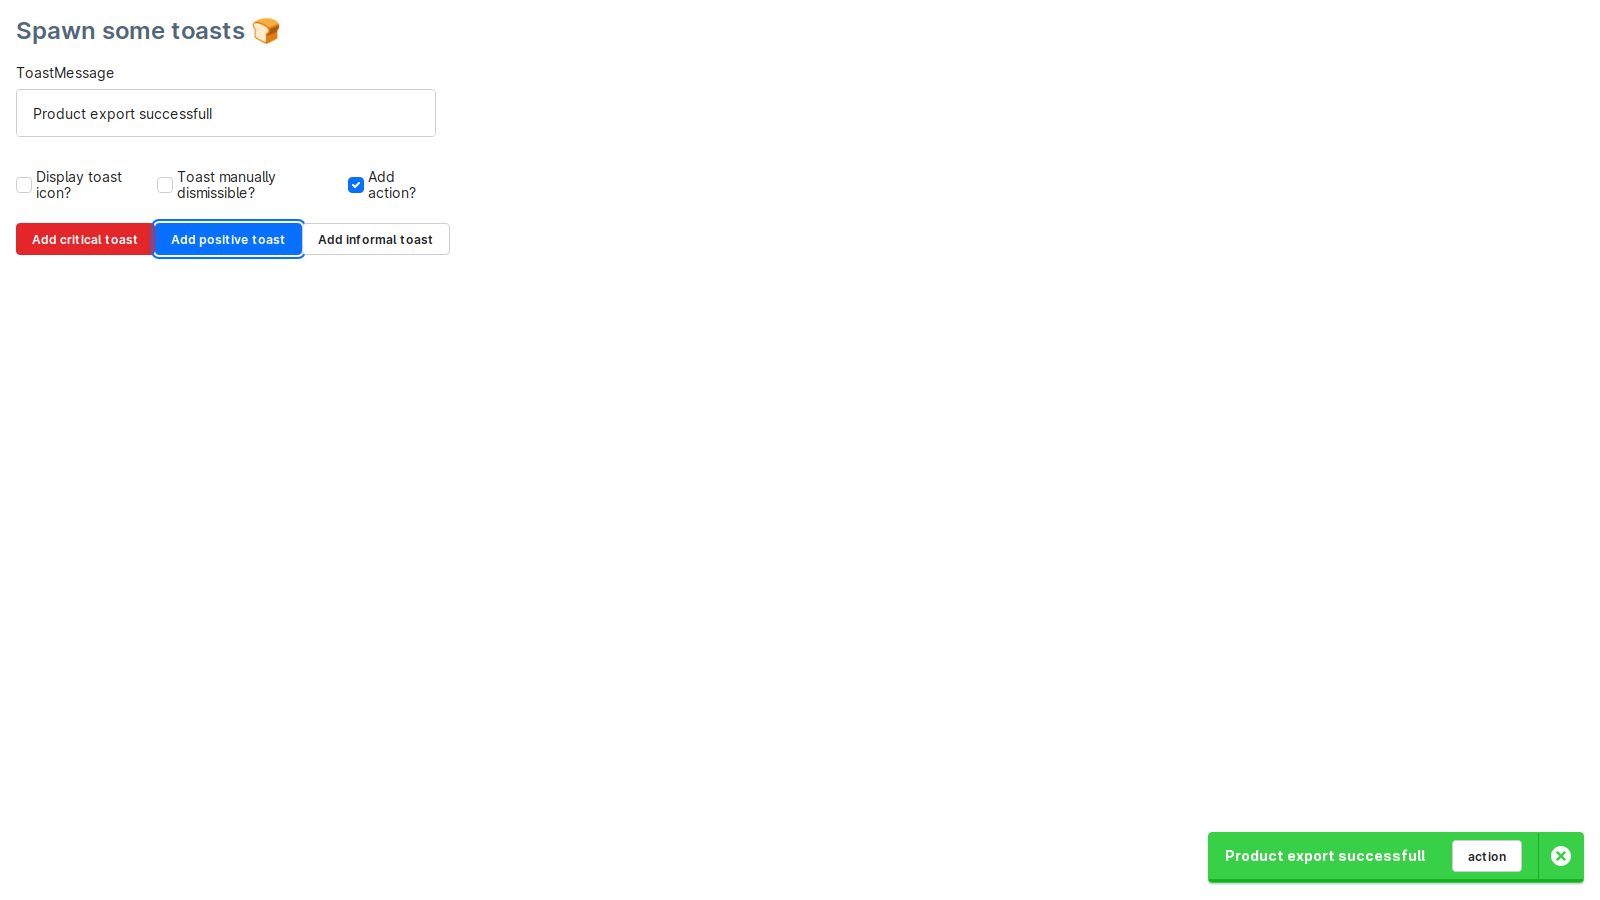 Spawn some toasts 🍞
ToastMessage
Product export successfull
Display toast
icon?
Toast manually
dismissible?
Add
action?
Add critical toast
Add positive toast
Add informal toast
Product export successfull
action